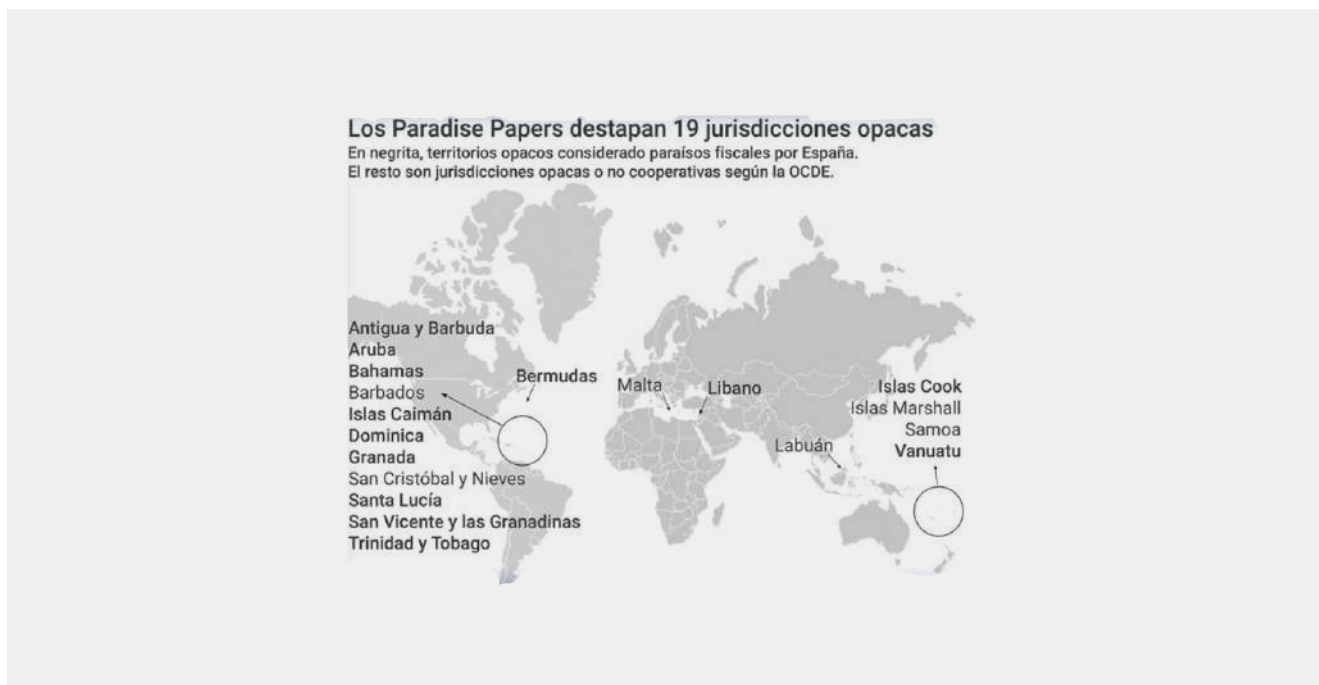 Los Paradise Papers destapan 19 jurisdicciones opacas
En negrita, territorios opacos considerado paraísos fiscales por España.
El resto son jurisdicciones opacas o no cooperativas según la OCDE.
Antigua y Barbuda
Aruba
Bahamas
Barbados
Islas Caimán
Dominica
Granada
San Cristóbal y Nieves
Santa Lucía
San Vicente y las Granadinas
Trinidad y Tobago
Bermudas
Malta
Libano
Labuán
Islas Cook
Islas Marshall
Samoa
Vanuatu